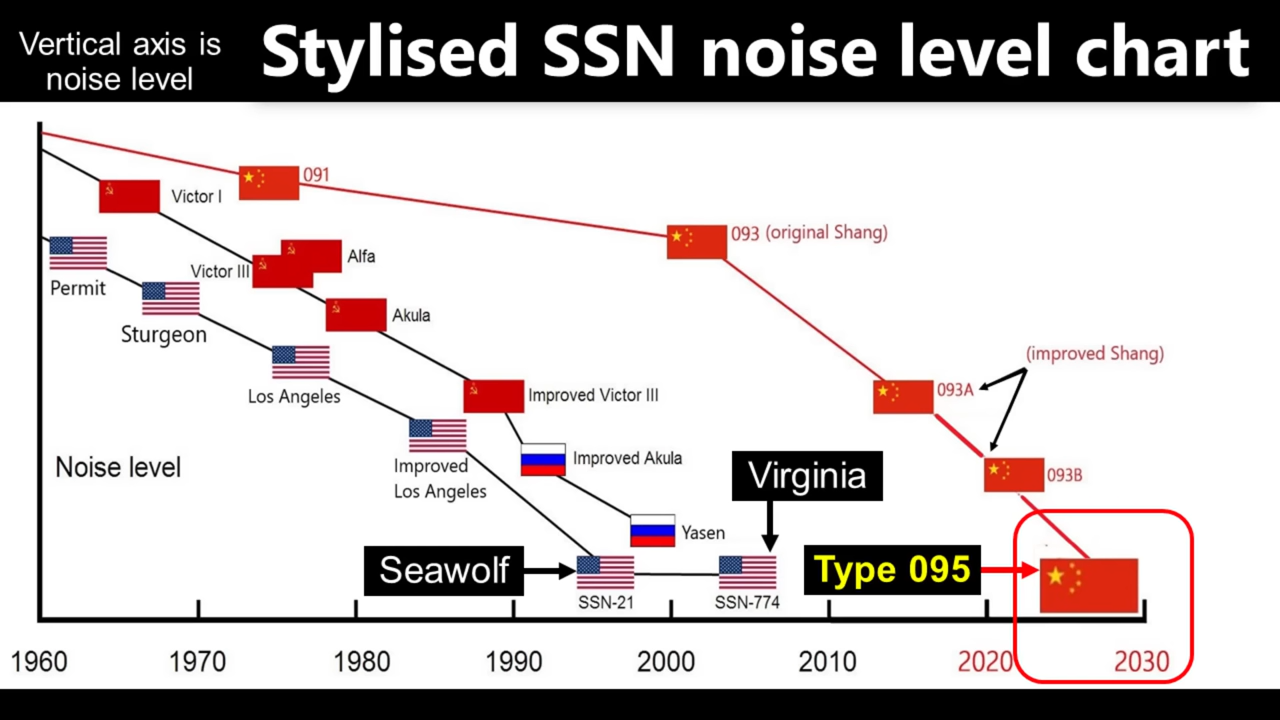 Vertical axis is
noise level
Stylised SSN noise level chart
091
Victor I
093 (original Shang)
Alfa
Victor III
Permit
Akula
Sturgeon
(improved Shang)
093A
Los Angeles
Improved Victor III
Noise level
Improved
Los Angeles
Improved Akula
Virginia
093B
Yasen
Seawolf
Type 095
SSN-21
SSN-774
1960
1970
1980
1990
2000
2010
2020
2030